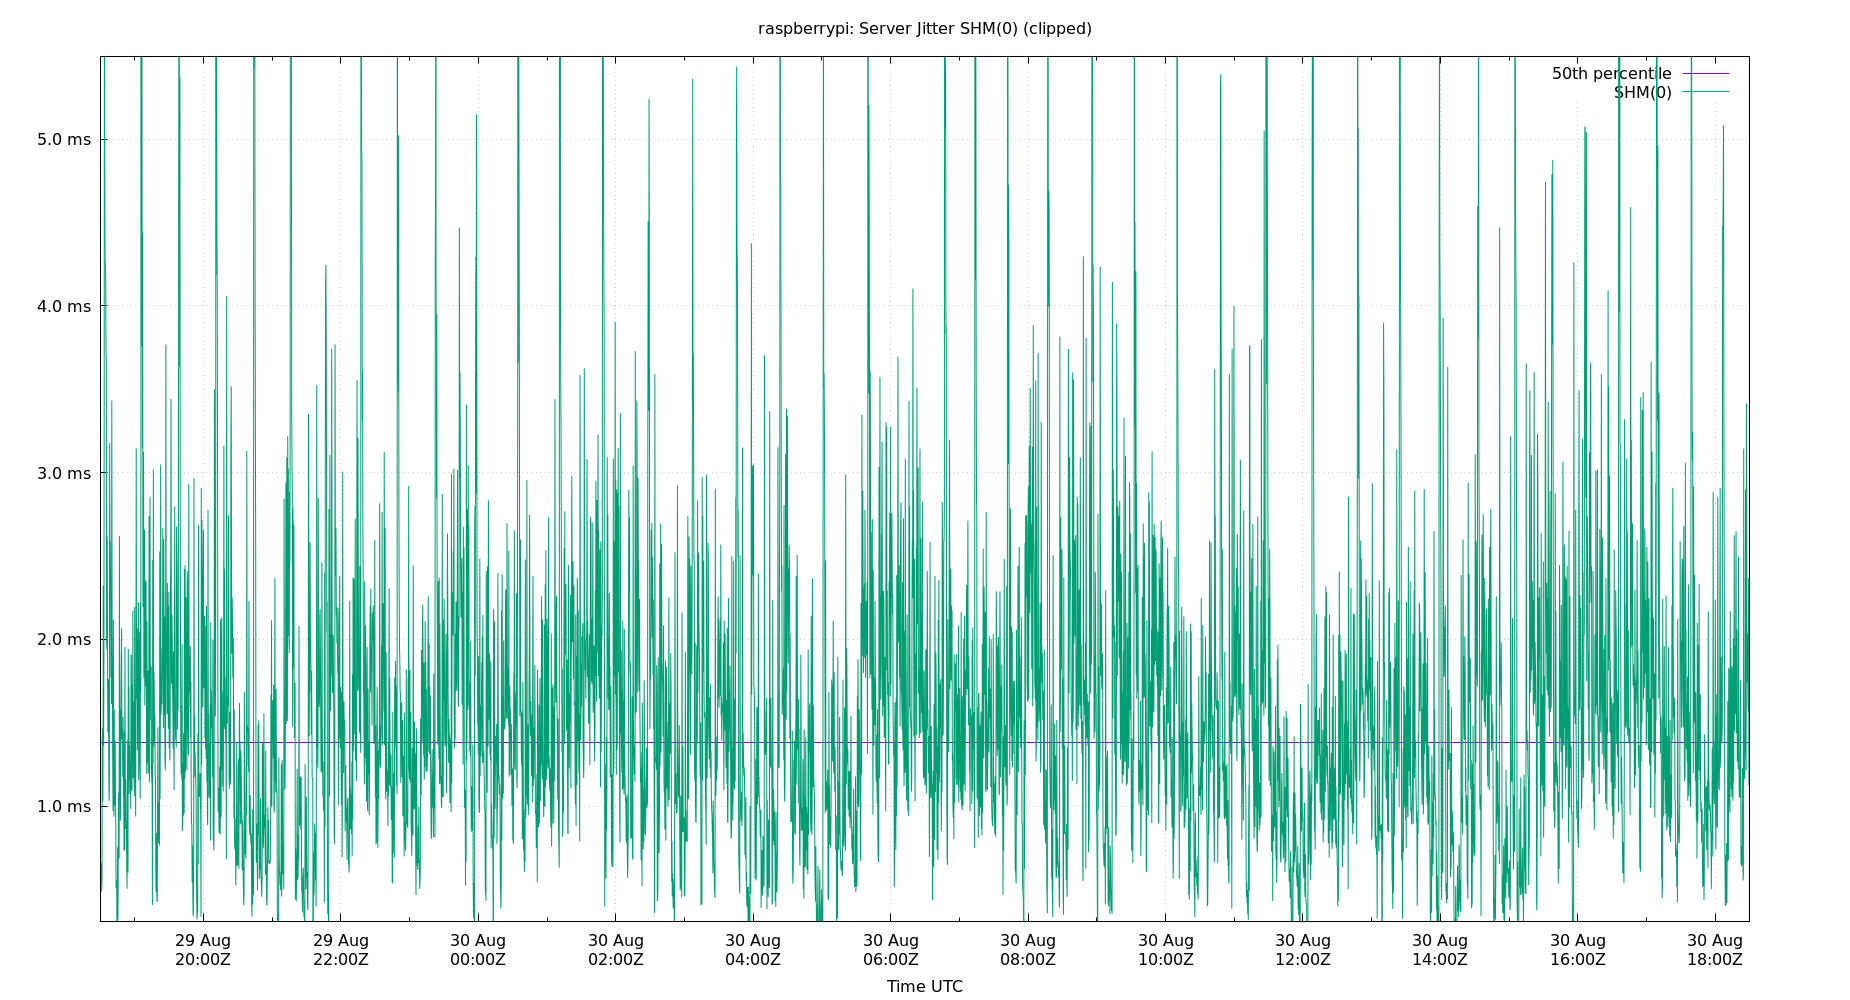 raspberrypi: Server Jitter SHM(0) (clipped)
50th percentile
SHM(0)
5.0 ms
4.0 ms
3.0 ms
2.0 ms
1.0 ms
29 Aug 29 Aug 30 Aug 30 Aug 30 Aug 30 Aug 30 Aug 30 Aug 30 Aug 30 Aug 30 Aug 30 Aug
20:00Z 22:00Z 00:00Z 02:00Z 04:00Z 06:00Z 08:00Z 10:00Z 12:00Z 14:00Z 16:00Z 18:00Z
Time UTC